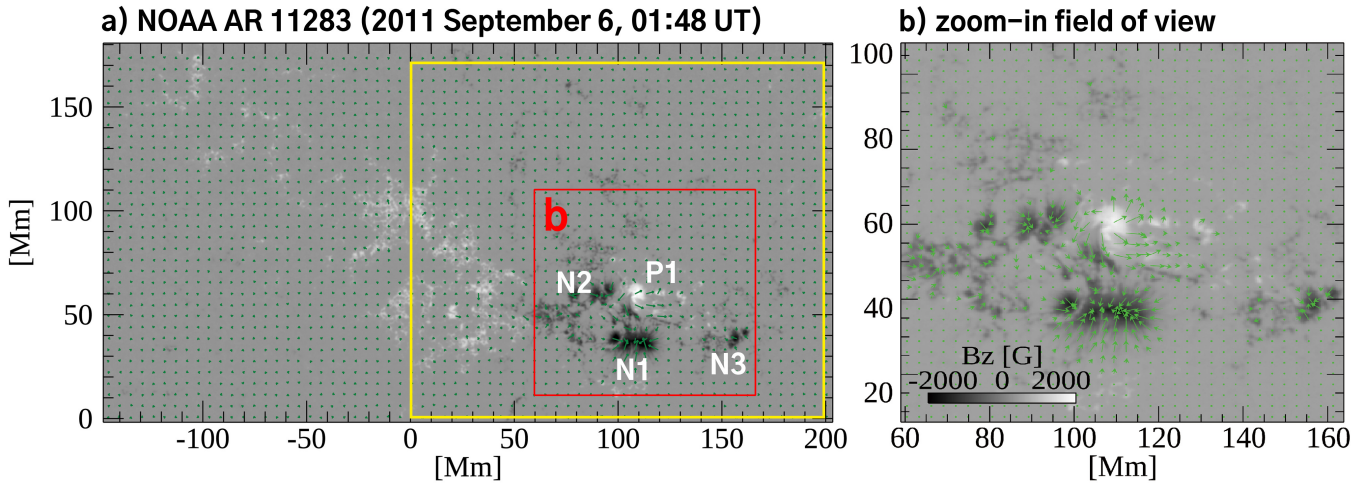 a) NOAA AR 11283 (2011 September 6, 01:48 UT)
b) zoom-in field of view
[Mm]
150
100
50
0
b
N2
P1
N1
N3
-100
-50
0
50
100
150
200
[Mm]
100
80
60
40
20
Bz [G]
-2000
0
2000
60
80
100
120
140
160
[Mm]